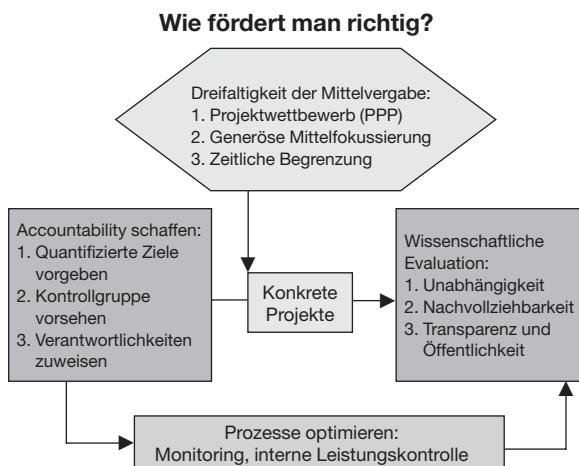 Wie fördert man richtig?
Dreifaltigkeit der Mittelvergabe:
1. Projektwettbewerb (PPP)
2. Generöse Mittelfokussierung
3. Zeitliche Begrenzung
Accountability schaffen:
1. Quantifizierte Ziele
vorgeben
2. Kontrollgruppe
vorsehen
3. Verantwortlichkeiten
zuweisen
Konkrete
Projekte
Wissenschaftliche
Evaluation:
1. Unabhängigkeit
2. Nachvollziehbarkeit
3. Transparenz und
Öffentlichkeit
Prozesse optimieren:
Monitoring, interne Leistungskontrolle